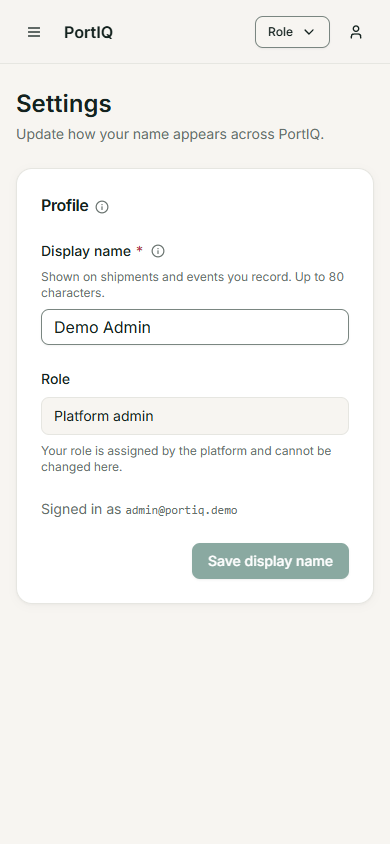 PortIQ
Role
Settings
Update how your name appears across PortIQ.
Profile
Display name *
Shown on shipments and events you record. Up to 80
characters.
Demo Admin
Role
Platform admin
Your role is assigned by the platform and cannot be
changed here.
Signed in as admin@portiq.demo
Save display name